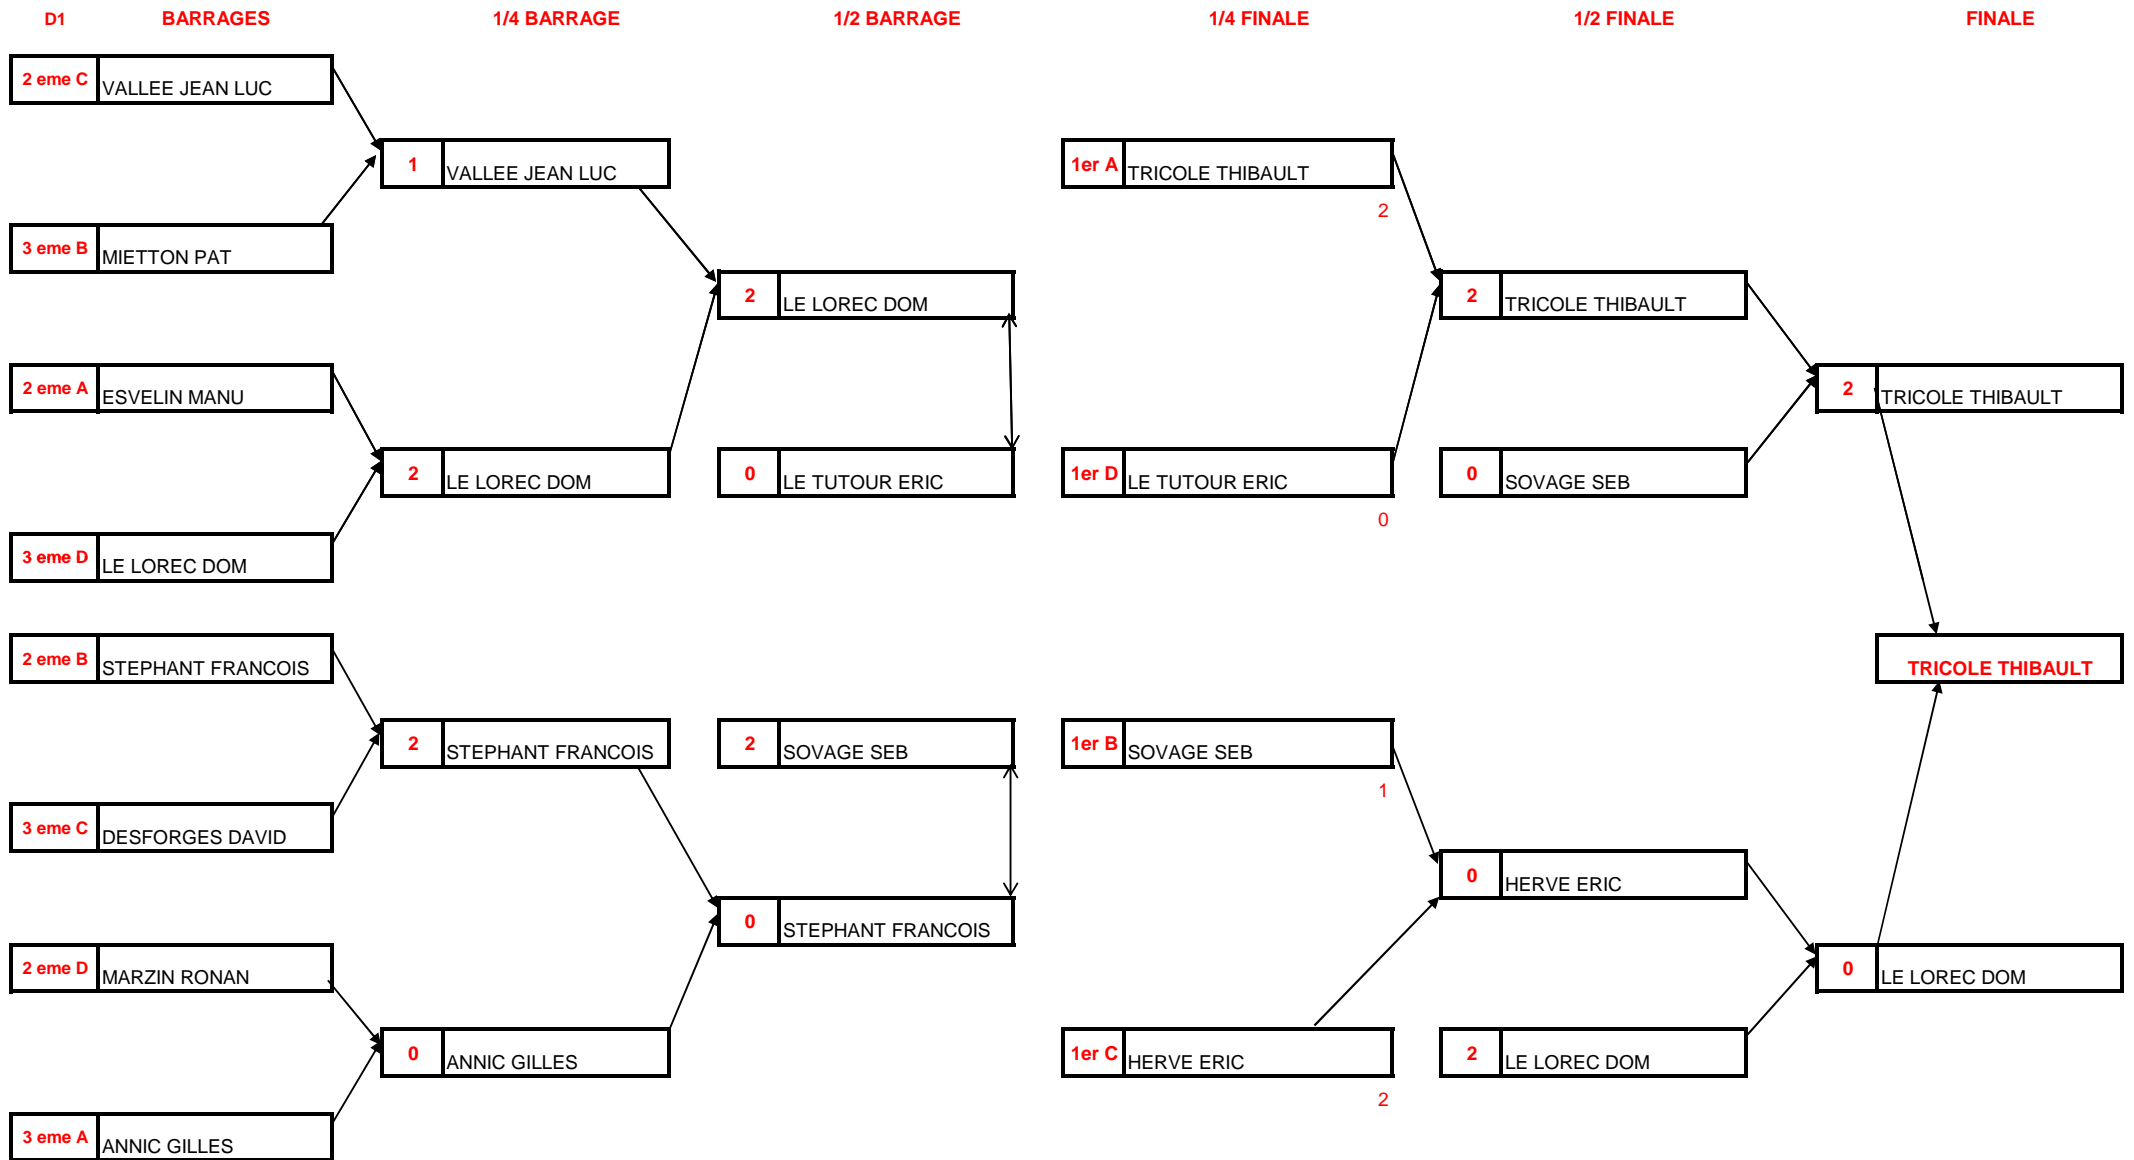 D1 BARRAGES 1/4 BARRAGE 1/2 BARRAGE 1/4 FINALE 1/2 FINALE FINALE
2 eme C VALLEE JEAN LUC
1 VALLEE JEAN LUC
1er A TRICOLE THIBAULT
2
3 eme B MIETTON PAT
2 LE LOREC DOM
2 TRICOLE THIBAULT
2 eme A ESVELIN MANU
2 TRICOLE THIBAULT
2 LE LOREC DOM
0 LE TUTOUR ERIC
1er D LE TUTOUR ERIC
0 SOVAGE SEB
0
3 eme D LE LOREC DOM
2 eme B STEPHANT FRANCOIS
TRICOLE THIBAULT
2 STEPHANT FRANCOIS
2 SOVAGE SEB
1er B SOVAGE SEB
1
3 eme C DESFORGES DAVID
0 HERVE ERIC
0 STEPHANT FRANCOIS
2 eme D MARZIN RONAN
0 LE LOREC DOM
0 ANNIC GILLES
1er C HERVE ERIC
2 LE LOREC DOM
2
3 eme A ANNIC GILLES